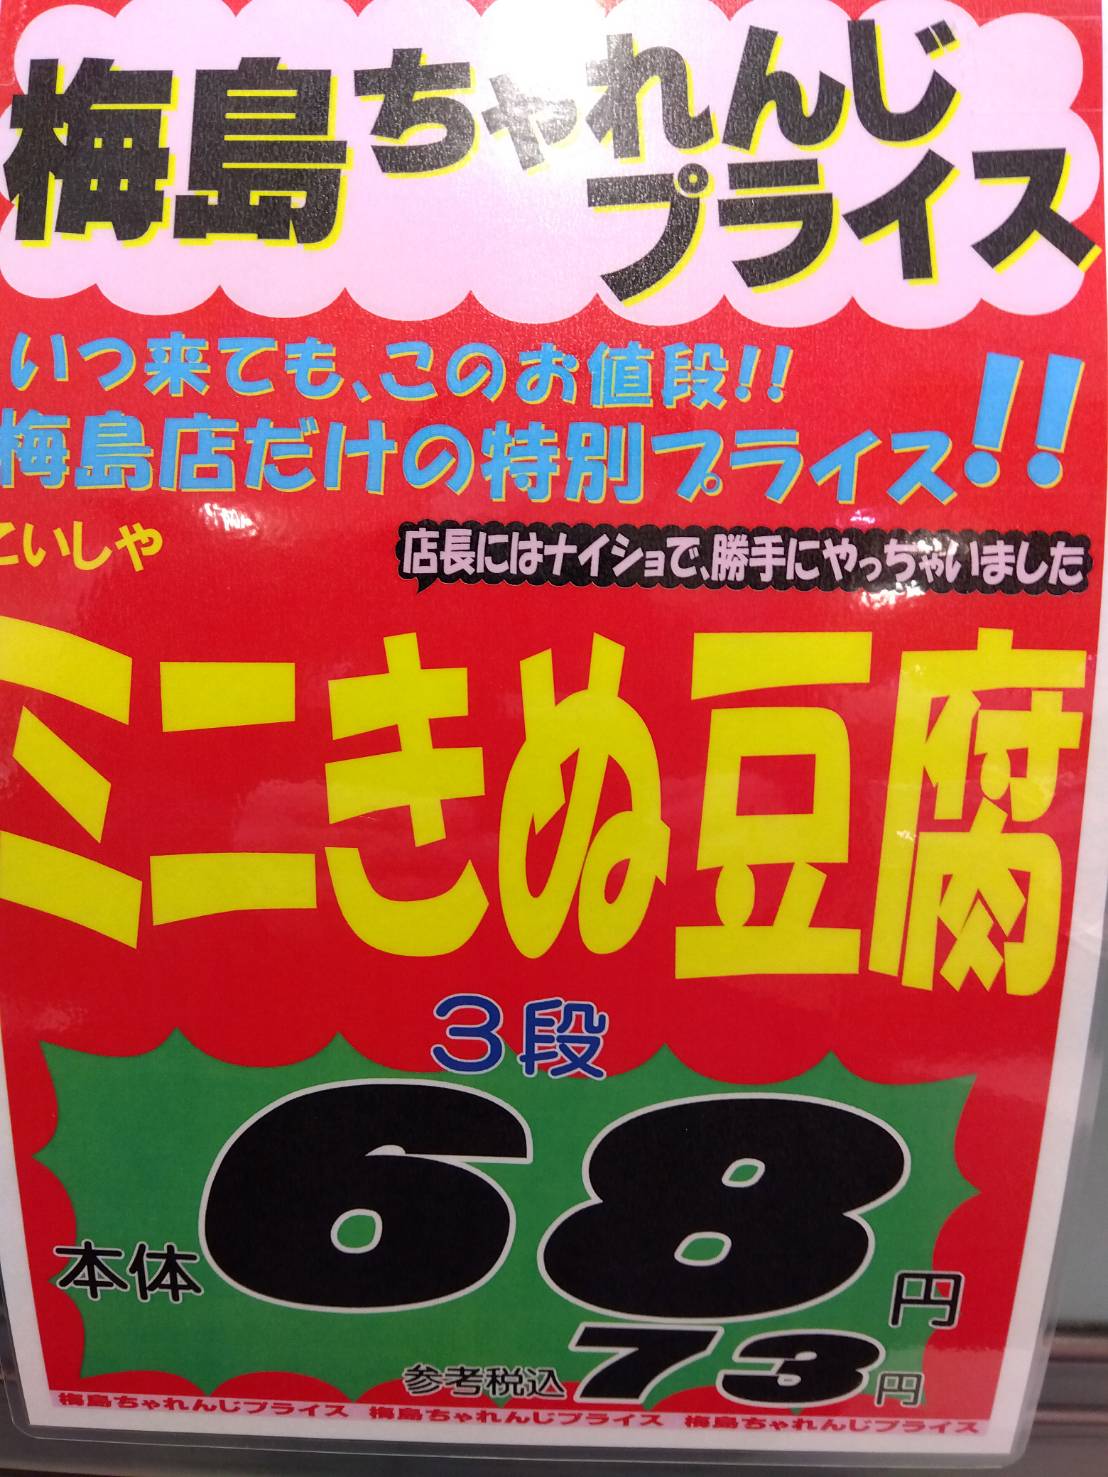 梅島ちゃれんじ
プライス
いつ来ても、このお値段!!
梅島店だけの特別プライス!!
こいしや
店長にはナイショで、勝手にやっちゃいました
ミニきぬ豆腐
3段
本体68円
参考税込73円
梅島ちゃれんじプライス 梅島ちゃれんじプライス 梅島ちゃれんじプライス